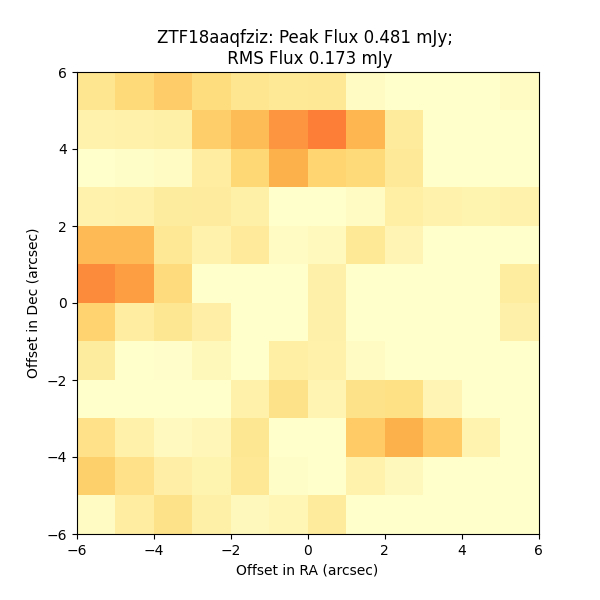 ZTF18aaqfziz: Peak Flux 0.481 mJy;
RMS Flux 0.173 mJy
6
4
2
0
−2
−4
−6
Offset in Dec (arcsec)
−6 −4 −2 0 2 4 6
Offset in RA (arcsec)